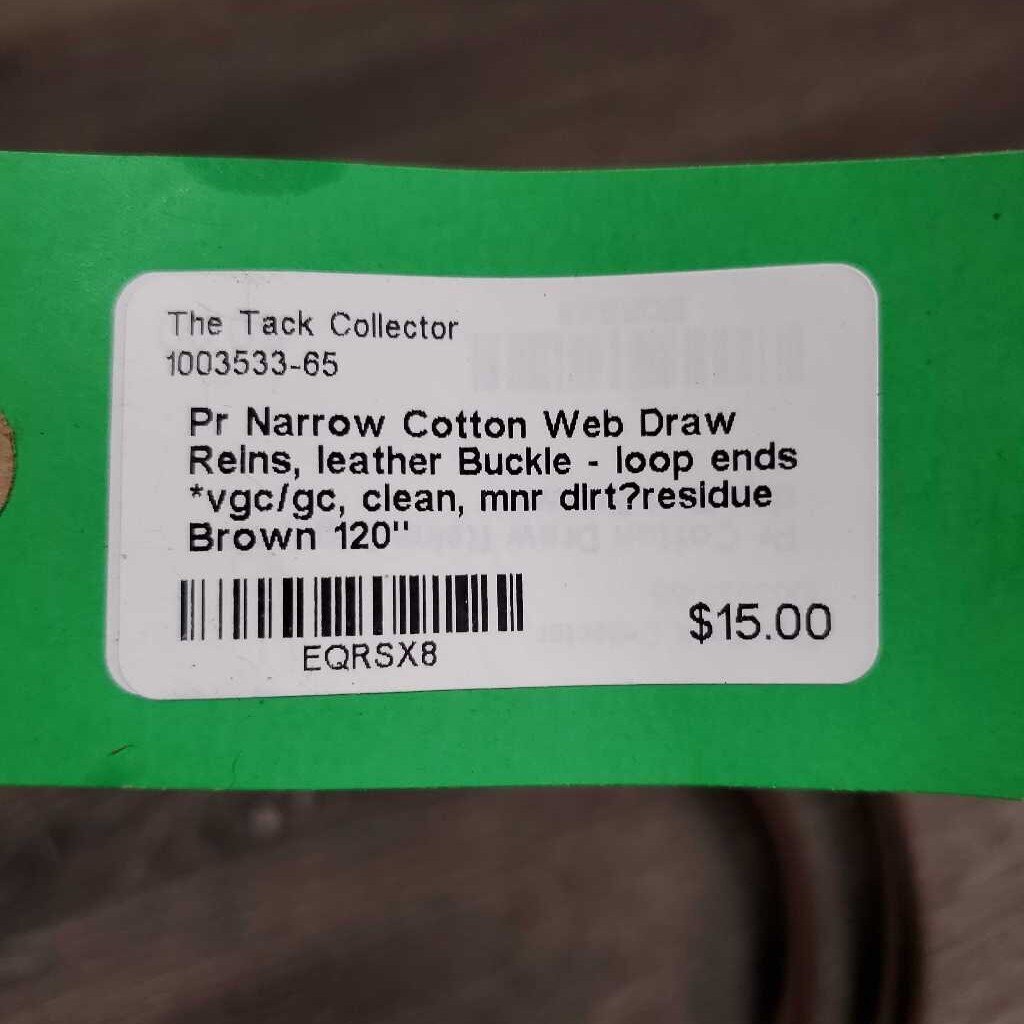 The Tack Collector
1003533-65
Pr Narrow Cotton Web Draw
Reins, leather Buckle - loop ends
*vgc/gc, clean, mnr dirt?residue
Brown 120"
EQRSX8
$15.00